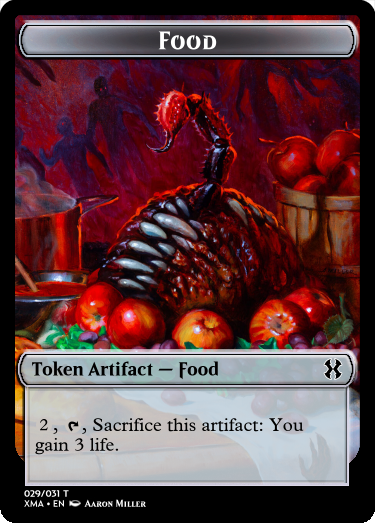 Food
Token Artifact — Food
2, , Sacrifice this artifact: You
gain 3 life.
029/031 T
XMA • EN Aaron Miller